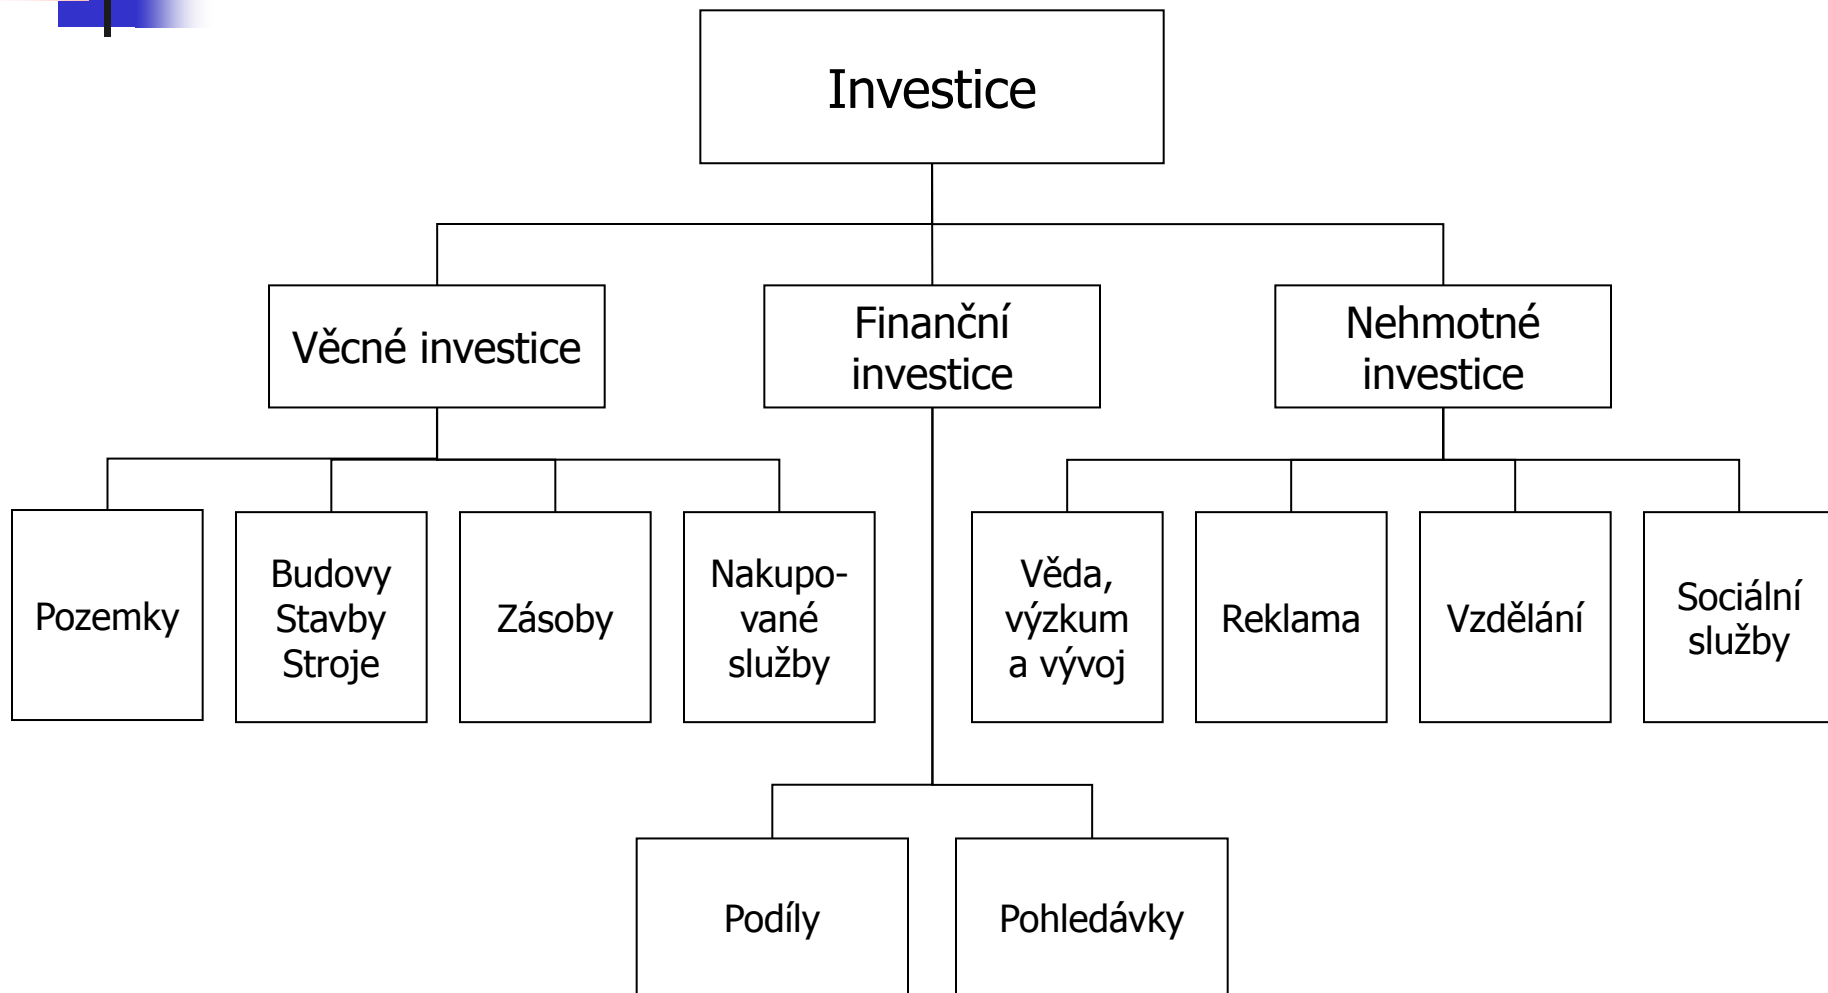 Investice
Věcné investice
Finanční
investice
Nehmotné
investice
Pozemky
Budovy
Stavby
Stroje
Zásoby
Nakupo-
vané
služby
Věda,
výzkum
a vývoj
Reklama
Vzdělání
Sociální
služby
Podíly
Pohledávky